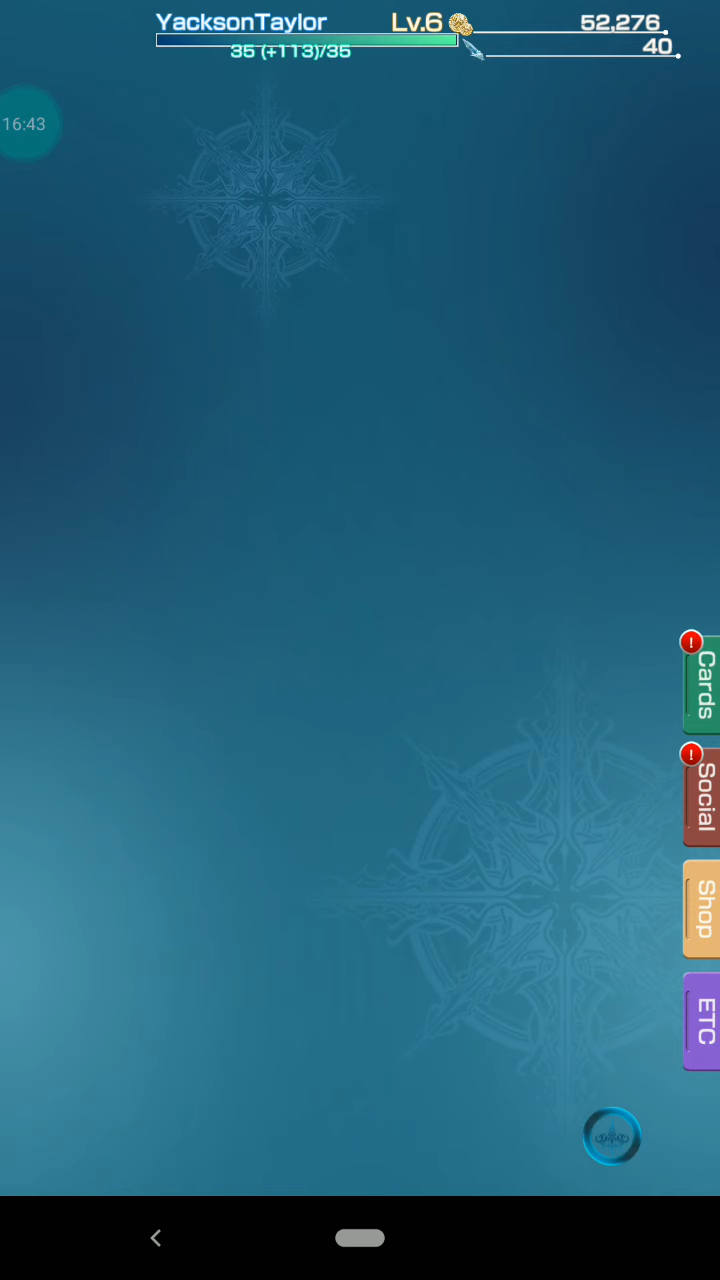 YacksonTaylor Lv.6 52,276
35 (+113)/35 40
16:43
! Cards
! Social
Shop
ETC